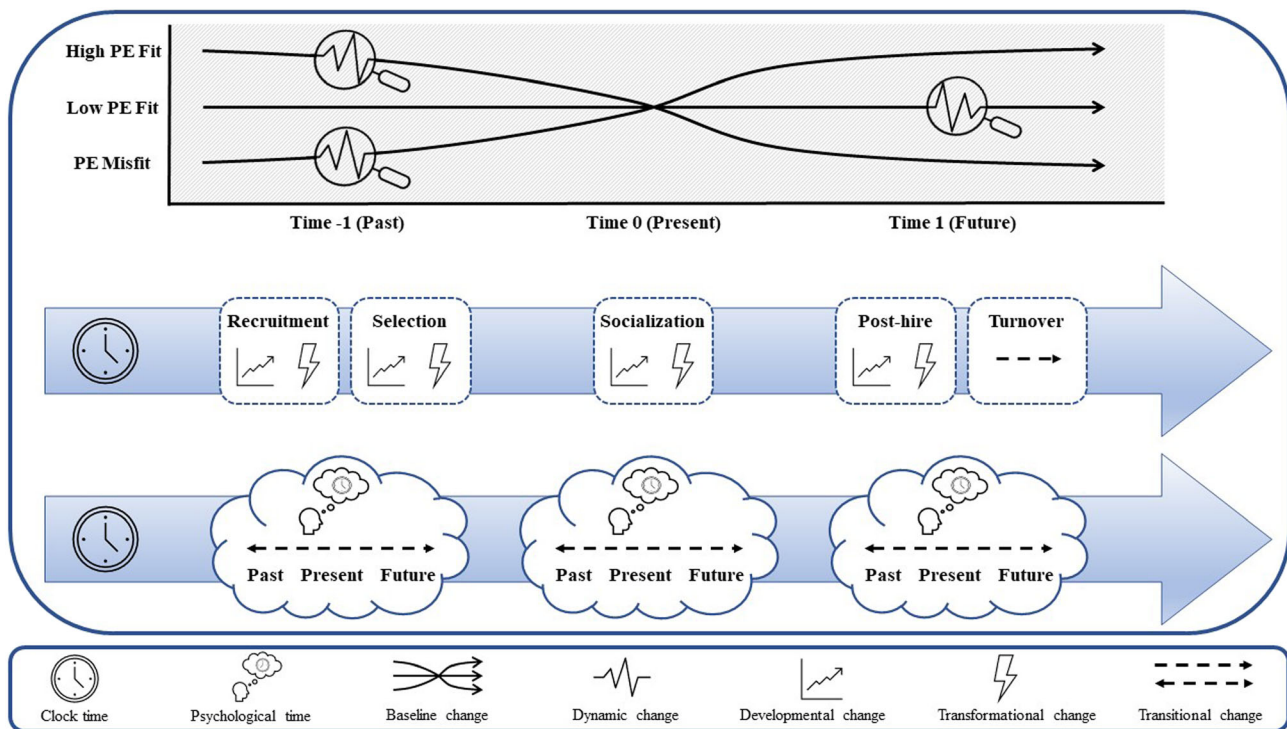 High PE Fit
Low PE Fit
PE Misfit
Time -1 (Past) Time 0 (Present) Time 1 (Future)
Recruitment Selection Socialization Post-hire Turnover
Past Present Future Past Present Future Past Present Future
Clock time Psychological time Baseline change Dynamic change Developmental change Transformational change Transitional change